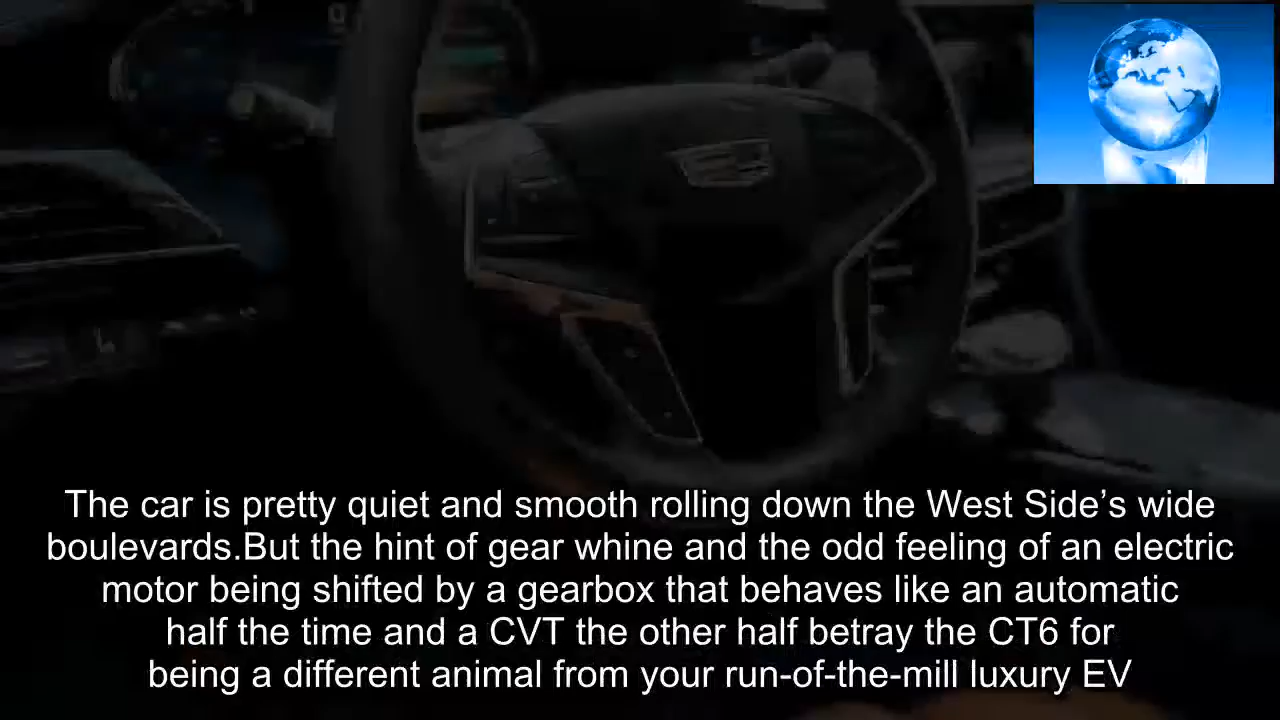 The car is pretty quiet and smooth rolling down the West Side’s wide
boulevards.But the hint of gear whine and the odd feeling of an electric
motor being shifted by a gearbox that behaves like an automatic
half the time and a CVT the other half betray the CT6 for
being a different animal from your run-of-the-mill luxury EV